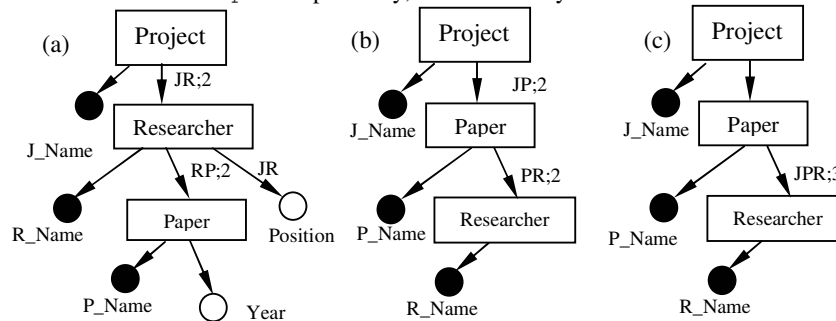 (a)
Project
JR;2
J_Name
Researcher
RP;2
JR
R_Name
Paper
Position
P_Name
Year
(b)
Project
JP;2
J_Name
Paper
PR;2
P_Name
Researcher
R_Name
(c)
Project
J_Name
Paper
JPR;3
P_Name
Researcher
R_Name